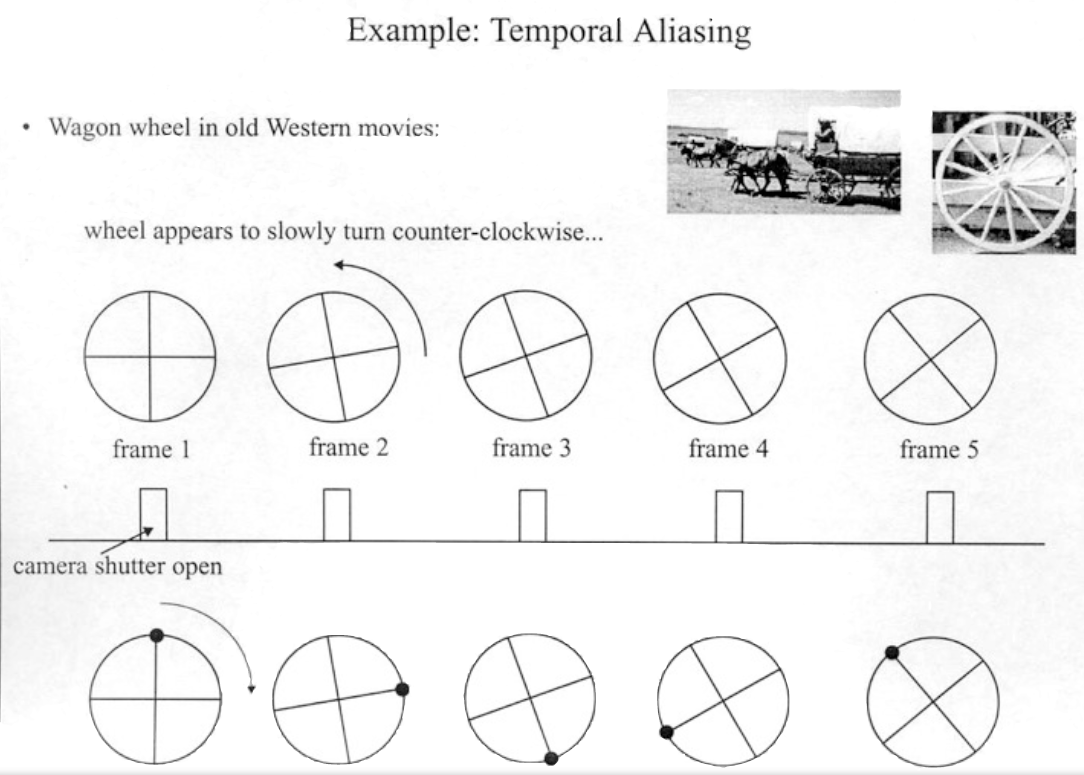 Example: Temporal Aliasing
• Wagon wheel in old Western movies:
wheel appears to slowly turn counter-clockwise...
frame 1
frame 2
frame 3
frame 4
frame 5
camera shutter open